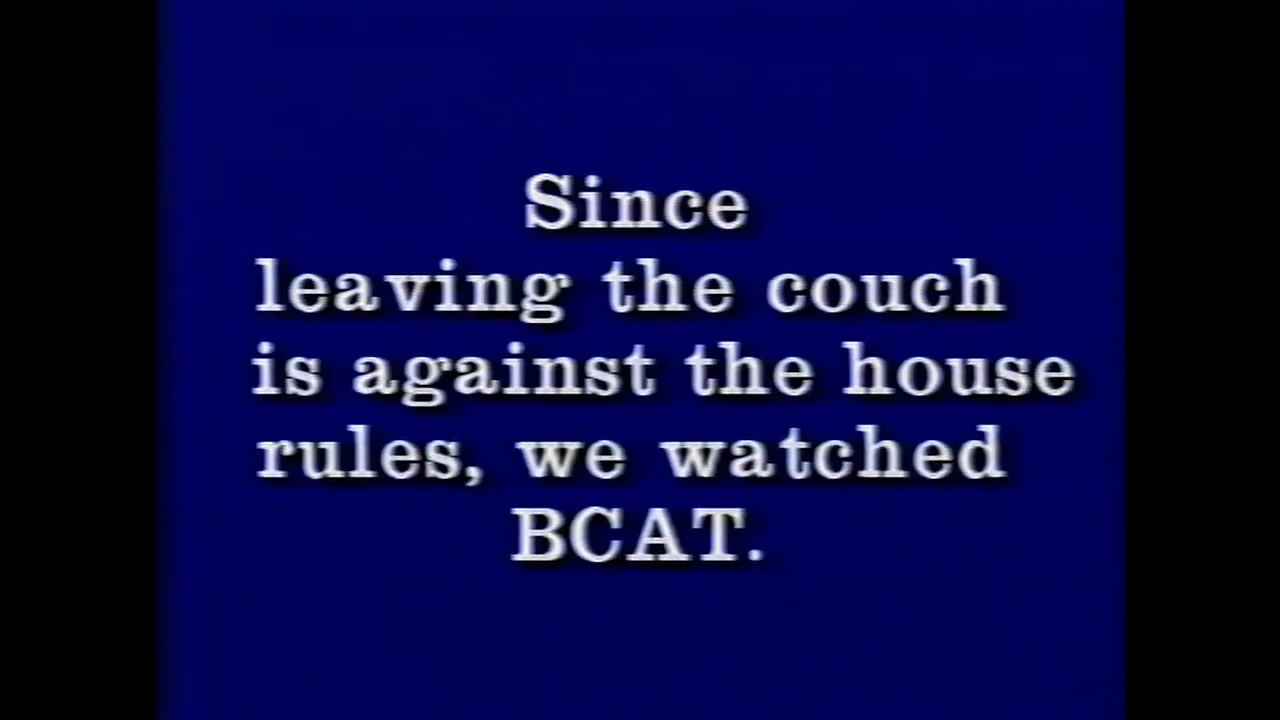 Since
leaving the couch
is against the house
rules, we watched
BCAT.